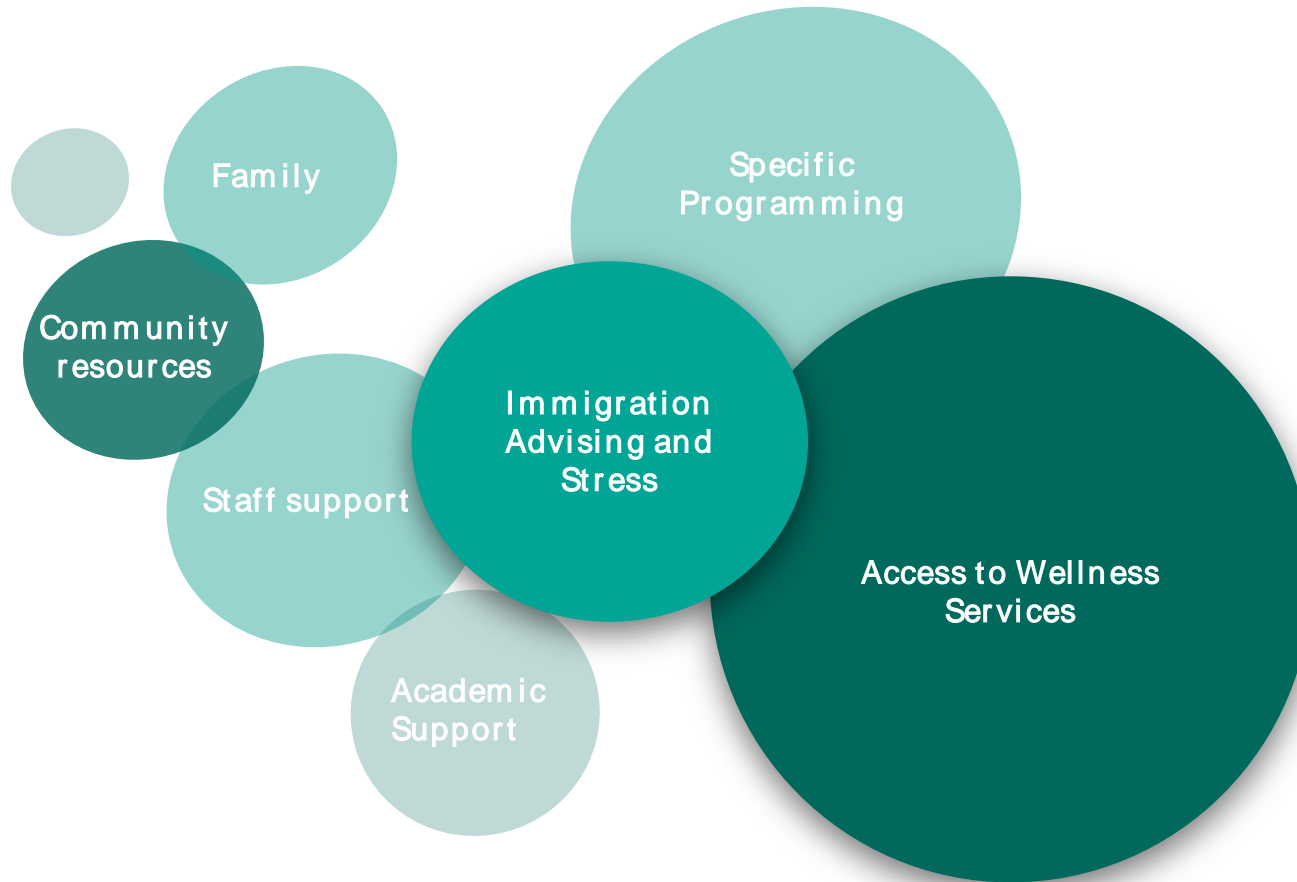 Family
Specific
Programming
Community
resources
Immigration
Advising and
Stress
Staff support
Access to Wellness
Services
Academic
Support